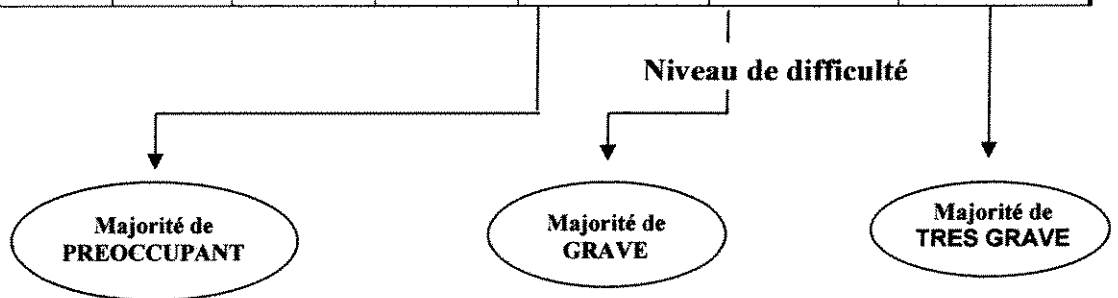 Niveau de difficulté
Majorité de
PREOCCUPANT
Majorité de
GRAVE
Majorité de
TRES GRAVE